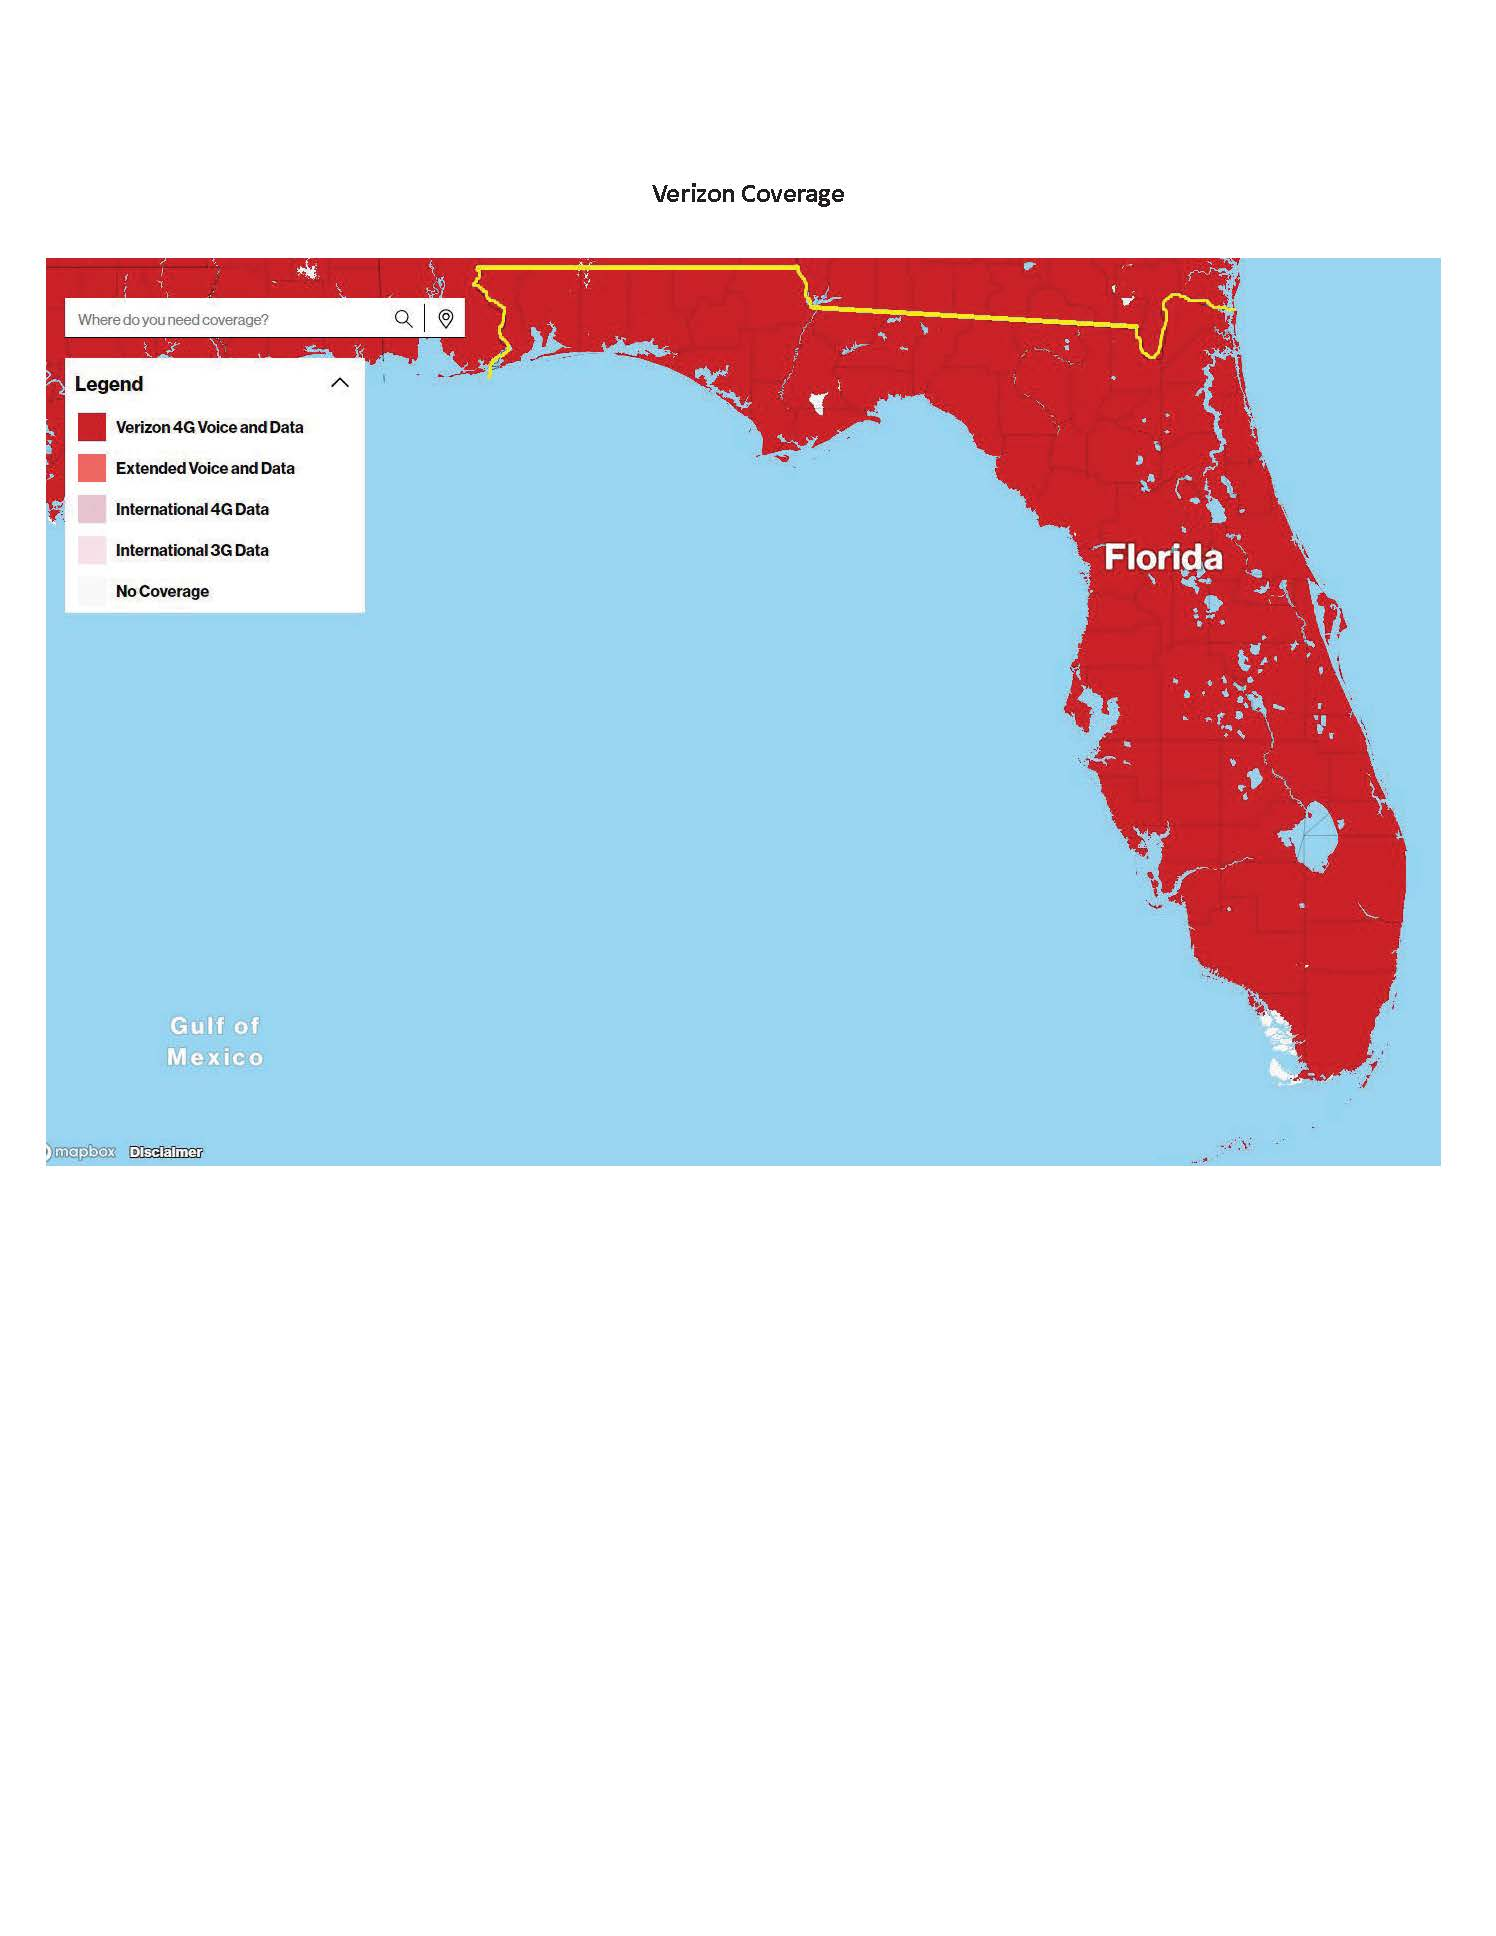 Verizon Coverage
Where do you need coverage?
Legend
Verizon 4G Voice and Data
Extended Voice and Data
International 4G Data
International 3G Data
No Coverage
Florida
Gulf of
Mexico
mapbox Disclaimer